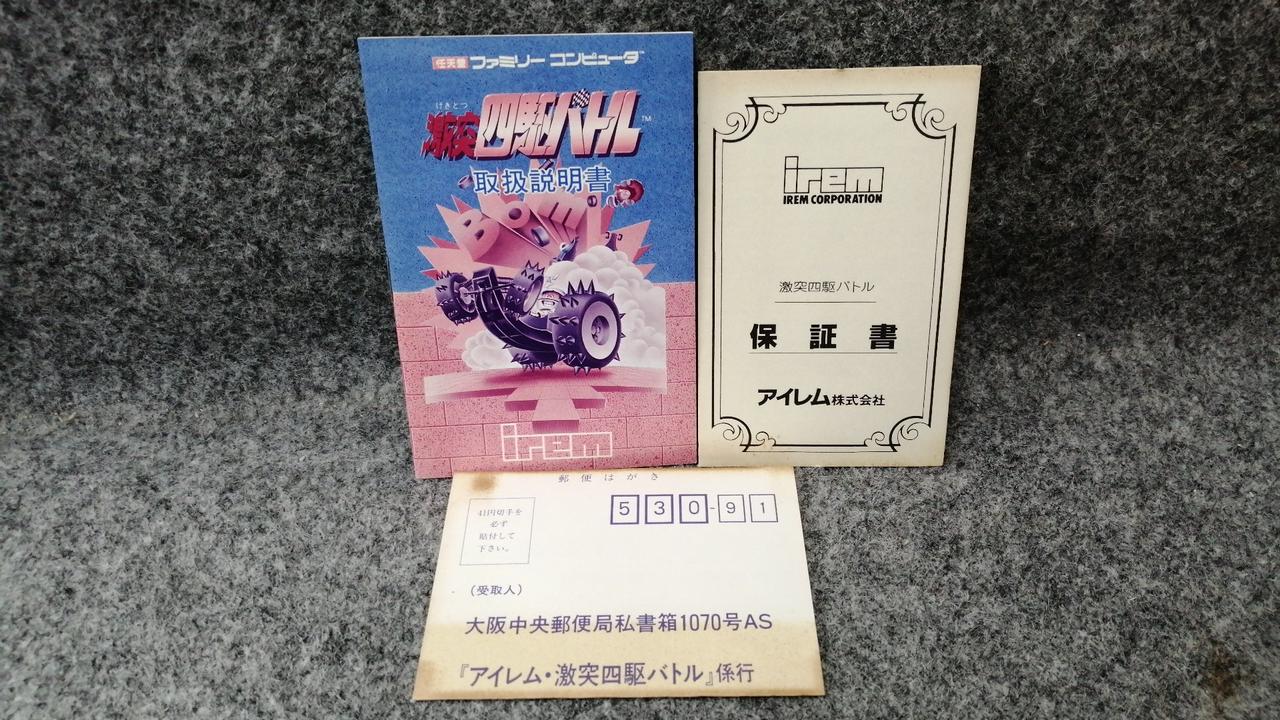 任天堂 ファミリー コンピュータ™
げきとつ
激突四駆バトル™
取扱説明書
BOM!
irem
irem
IREM CORPORATION
激突四駆バトル
保証書
アイレム株式会社
郵便はがき
41円切手を
必ず
貼付して
下さい。
530-91
(受取人)
大阪中央郵便局私書箱1070号AS
『アイレム・激突四駆バトル』係行